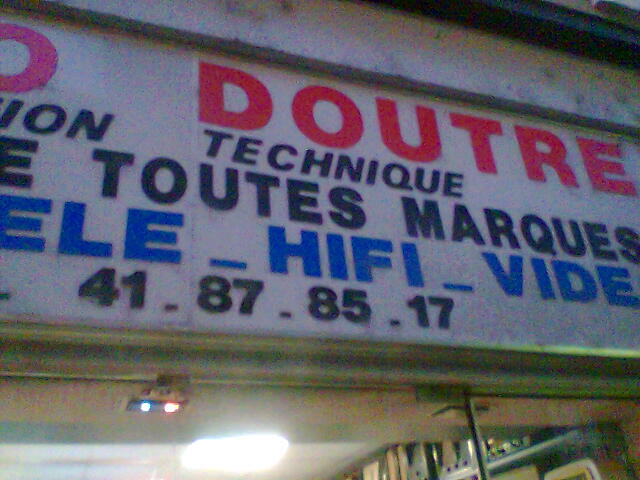 O DOUTRE
ION TECHNIQUE
E TOUTES MARQUES
ELE - HIFI - VIDE
- 41 - 87 - 85 - 17